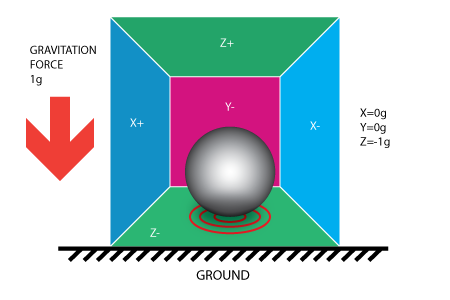 GRAVITATION
FORCE
1g
Z+
X+
Y-
X-
X=0g
Y=0g
Z=-1g
Z-
GROUND